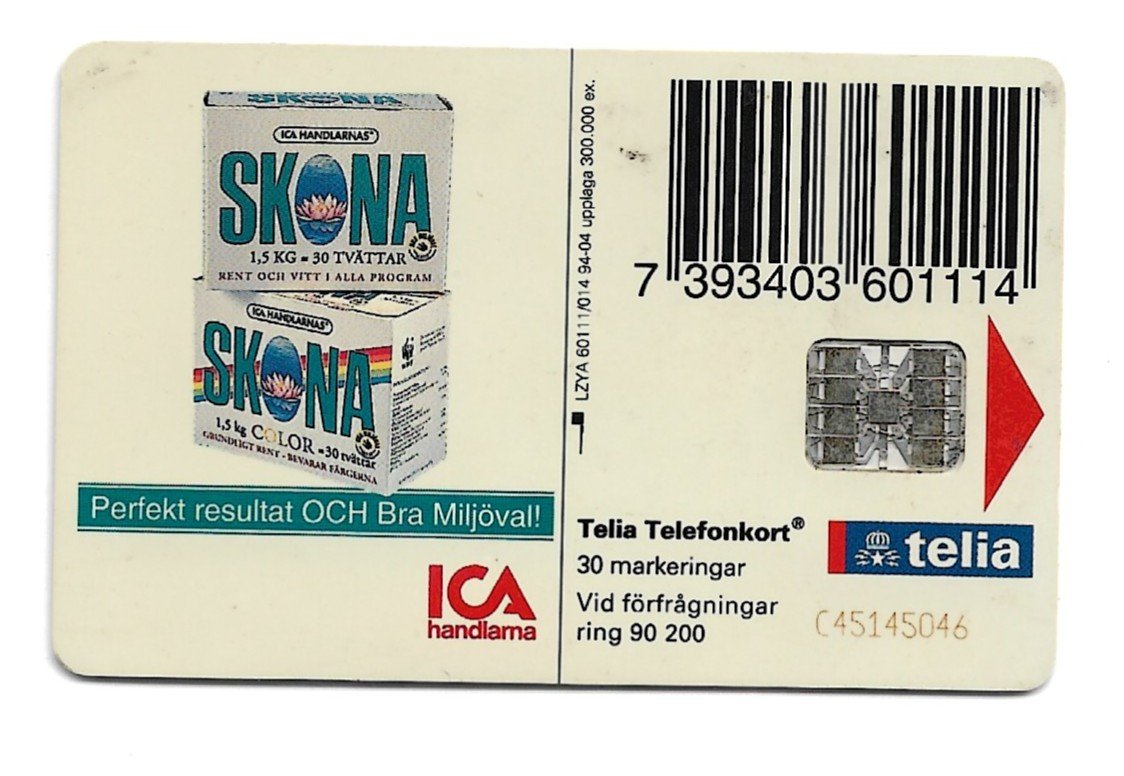 SKONA
ICA HANDLARNAS®
SKONA
1,5 KG = 30 TVÄTTAR
RENT OCH VITT I ALLA PROGRAM
ICA HANDLARNAS®
SKONA
1,5 kg COLOR = 30 tvättar
GRUNDLIGT RENT - BEVARAR FÄRGERNA
Perfekt resultat OCH Bra Miljöval!
ICA
handlarna
LZYA 60111/014 94-04 upplaga 300.000 ex.
7 393403 601114
Telia Telefonkort®
30 markeringar
Vid förfrågningar
ring 90 200
telia
C45145046